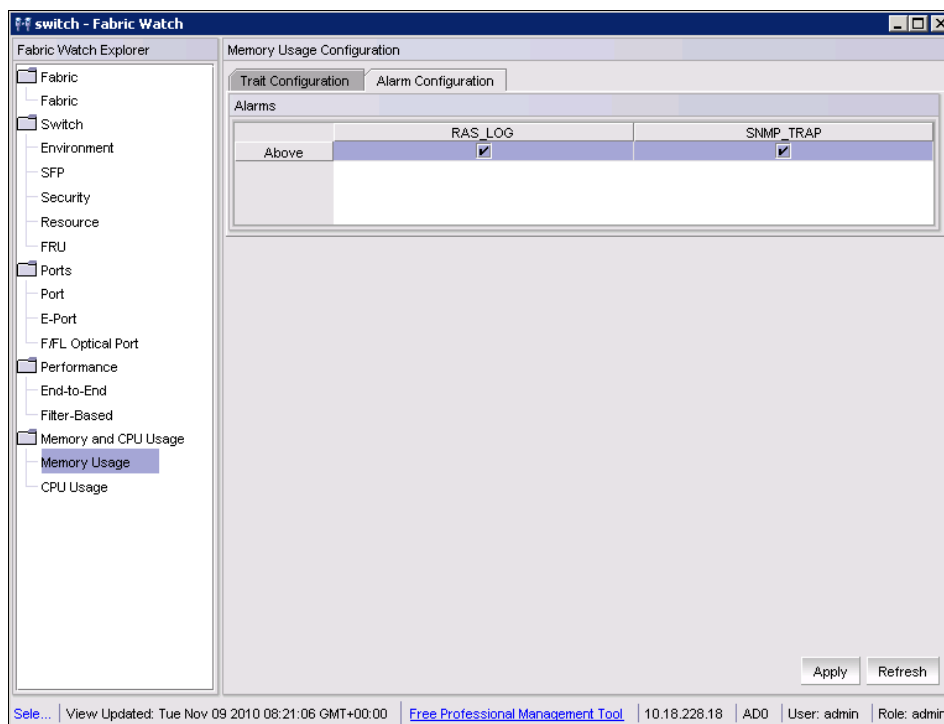 switch - Fabric Watch
Fabric Watch Explorer
Fabric
Fabric
Switch
Environment
SFP
Security
Resource
FRU
Ports
Port
E-Port
F/FL Optical Port
Performance
End-to-End
Filter-Based
Memory and CPU Usage
Memory Usage
CPU Usage
Memory Usage Configuration
Trait Configuration Alarm Configuration
Alarms
RAS_LOG SNMP_TRAP
Above
Apply Refresh
Sele... View Updated: Tue Nov 09 2010 08:21:06 GMT+00:00 Free Professional Management Tool 10.18.228.18 AD0 User: admin Role: admin